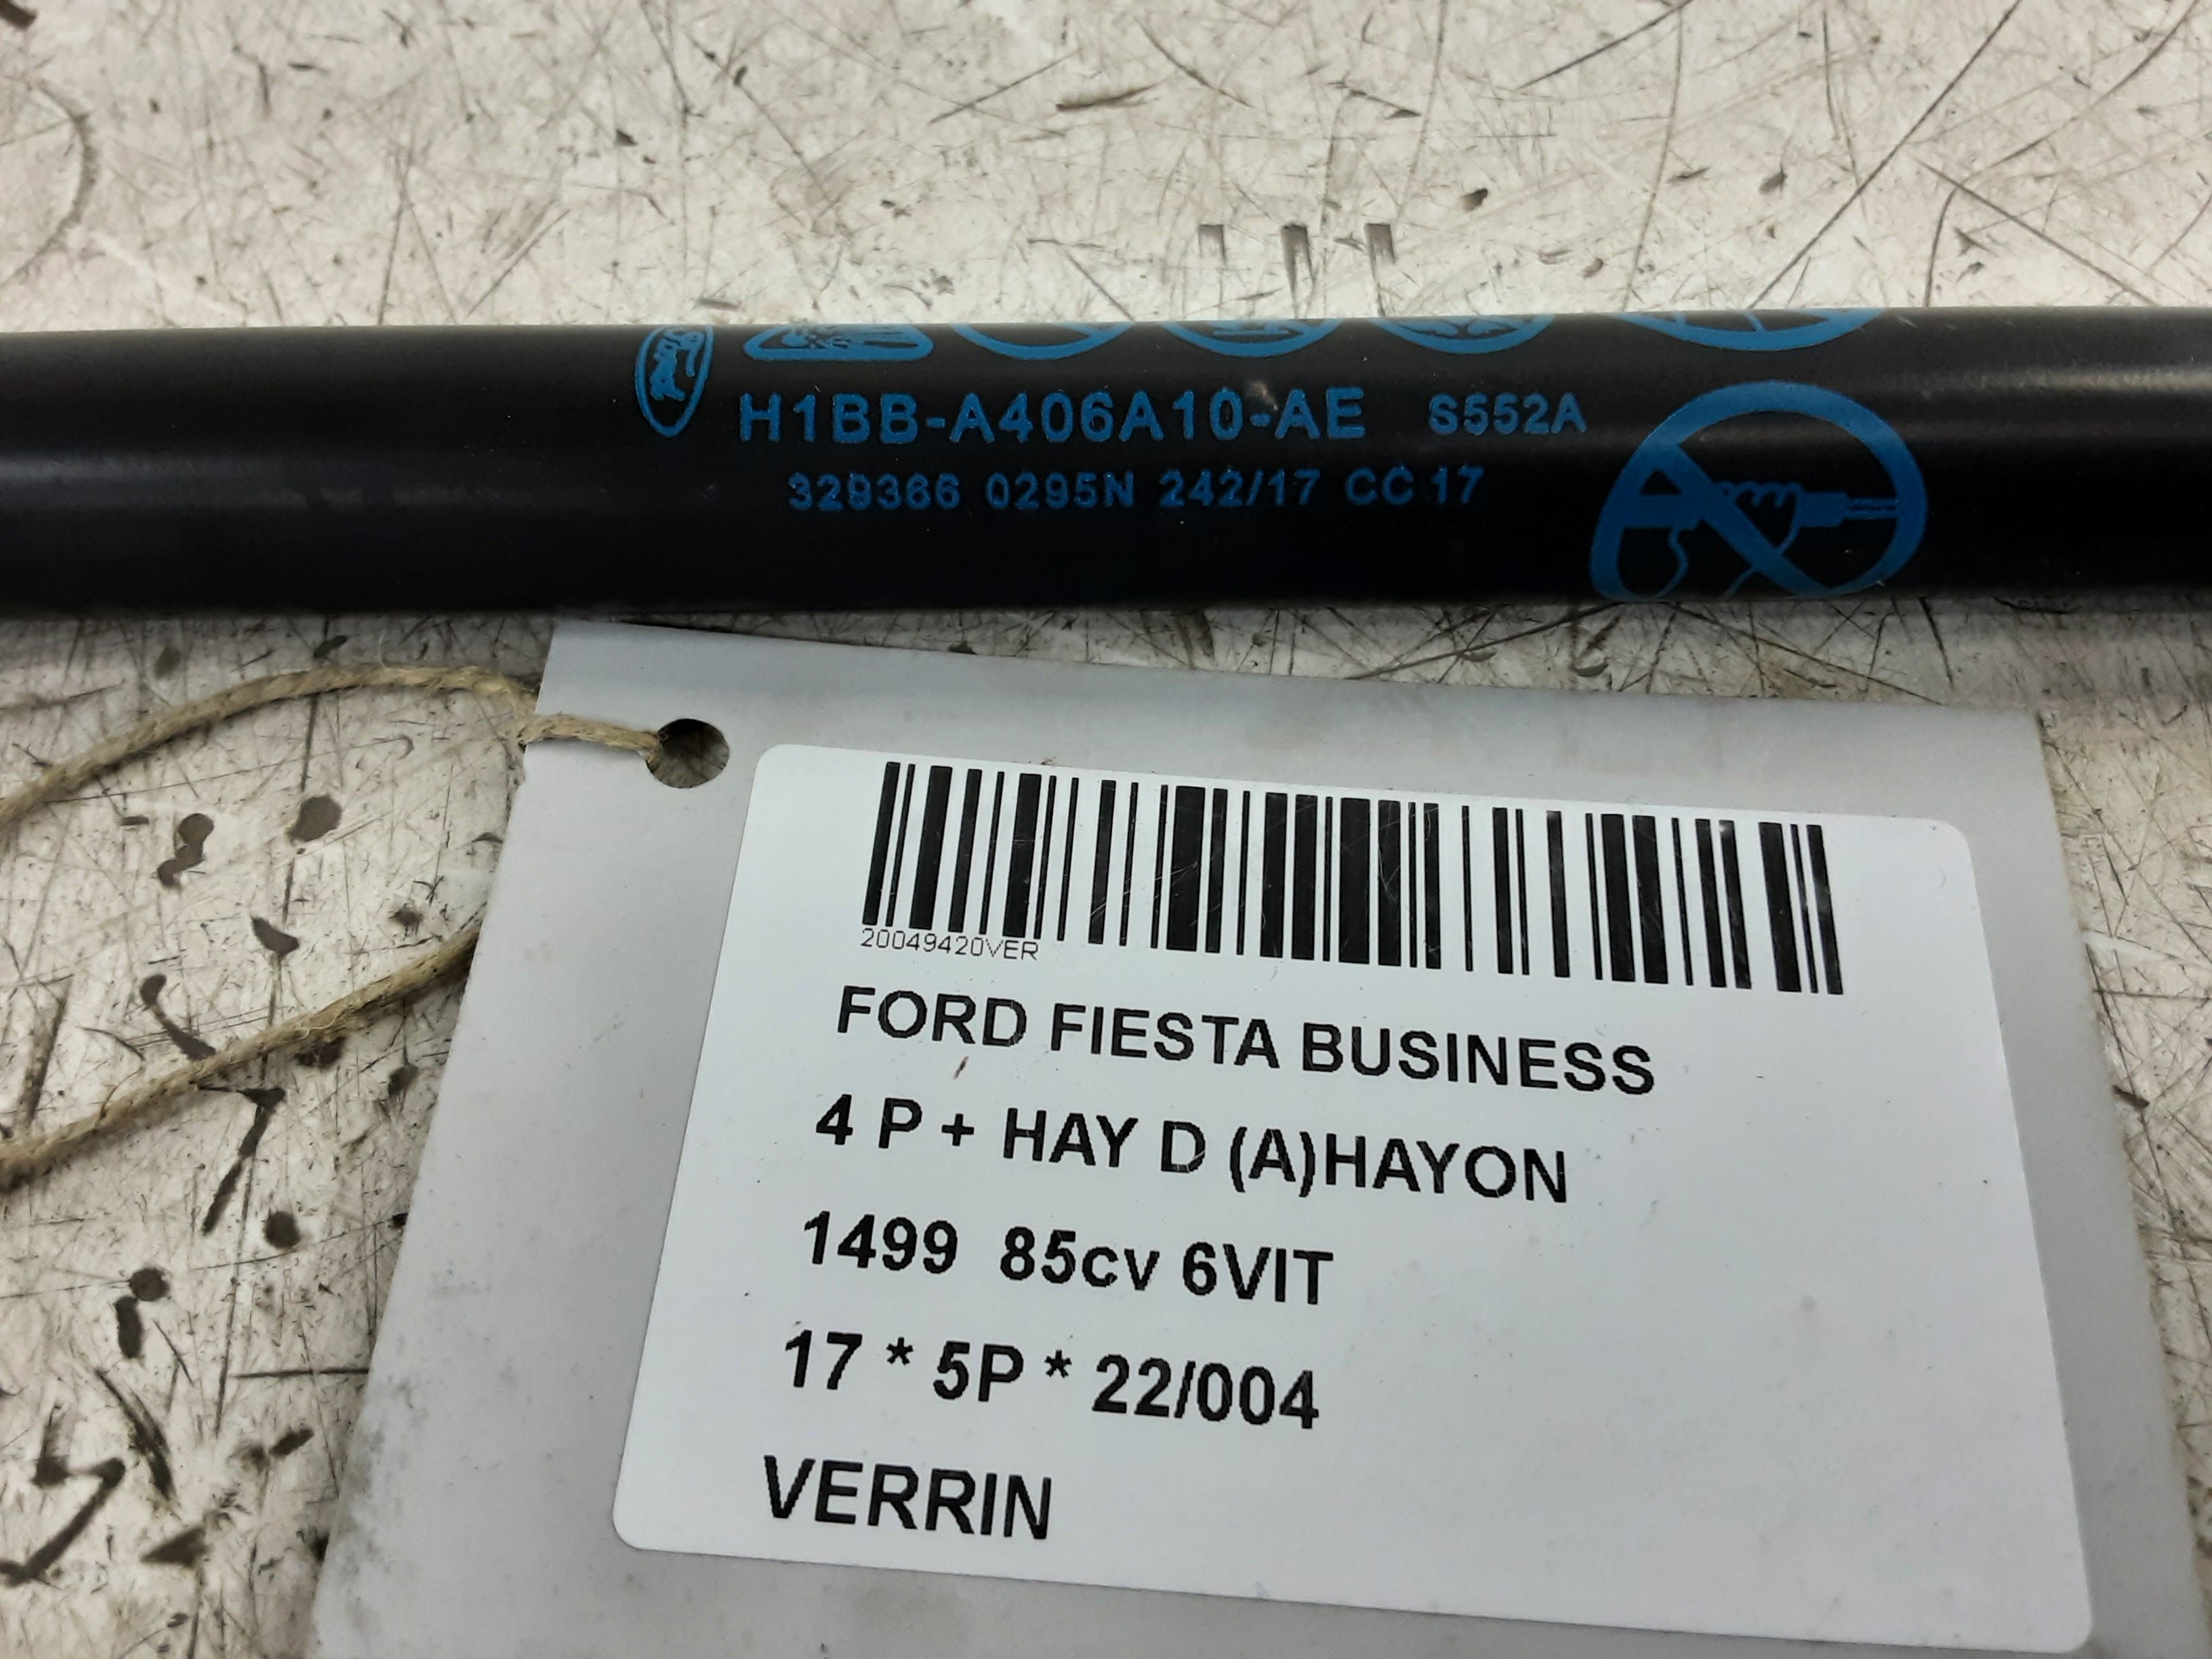 Ford
H1BB-A406A10-AE S552A
329366 0295N 242/17 CC 17
20049420VER
FORD FIESTA BUSINESS
4 P + HAY D (A)HAYON
1499 85cv 6VIT
17 * 5P * 22/004
VERRIN